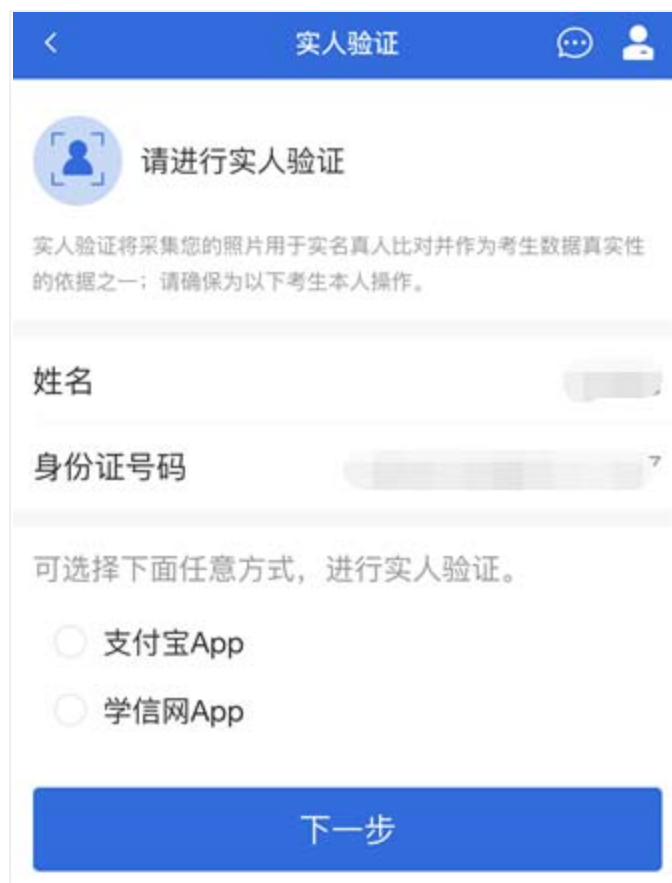 实人验证
请进行实人验证
实人验证将采集您的照片用于实名真人比对并作为考生数据真实性
的依据之一；请确保为以下考生本人操作。
姓名
身份证号码
可选择下面任意方式，进行实人验证。
支付宝App
学信网App
下一步